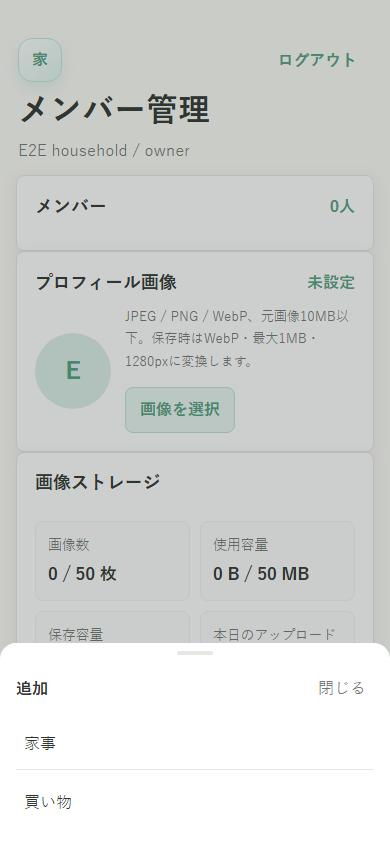 家
ログアウト
メンバー管理
E2E household / owner
メンバー
0人
プロフィール画像
未設定
JPEG / PNG / WebP、元画像10MB以
下。保存時はWebP・最大1MB・
1280pxに変換します。
E
画像を選択
画像ストレージ
画像数
0 / 50 枚
使用容量
0 B / 50 MB
保存容量
本日のアップロード
追加
閉じる
家事
買い物